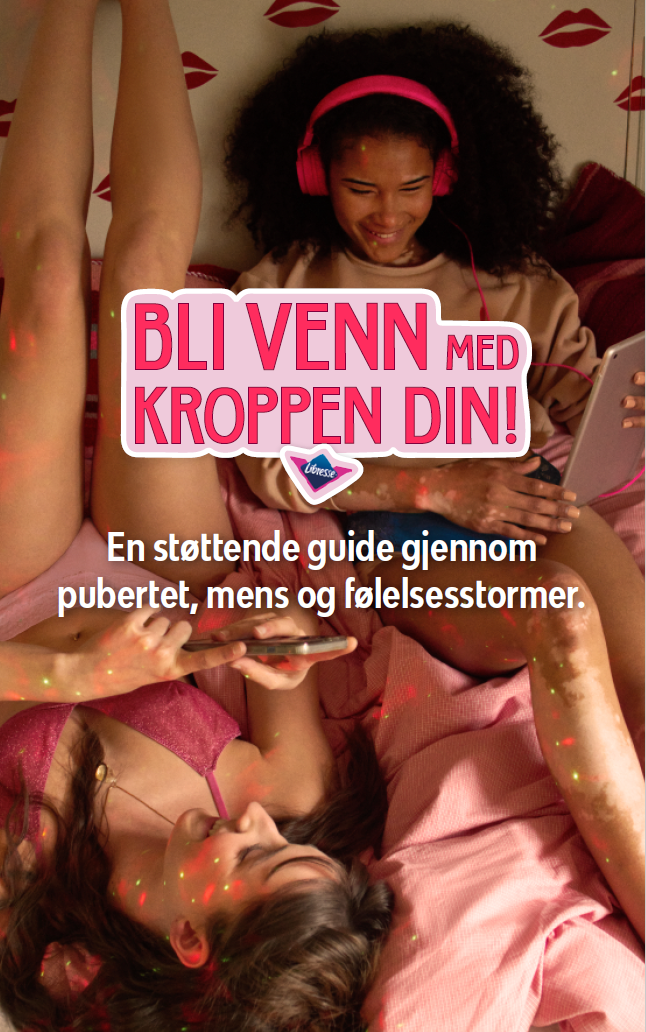 BLI VENN MED
KROPPEN DIN!
Libresse
En støttende guide gjennom
pubertet, mens og følelsesstormer.